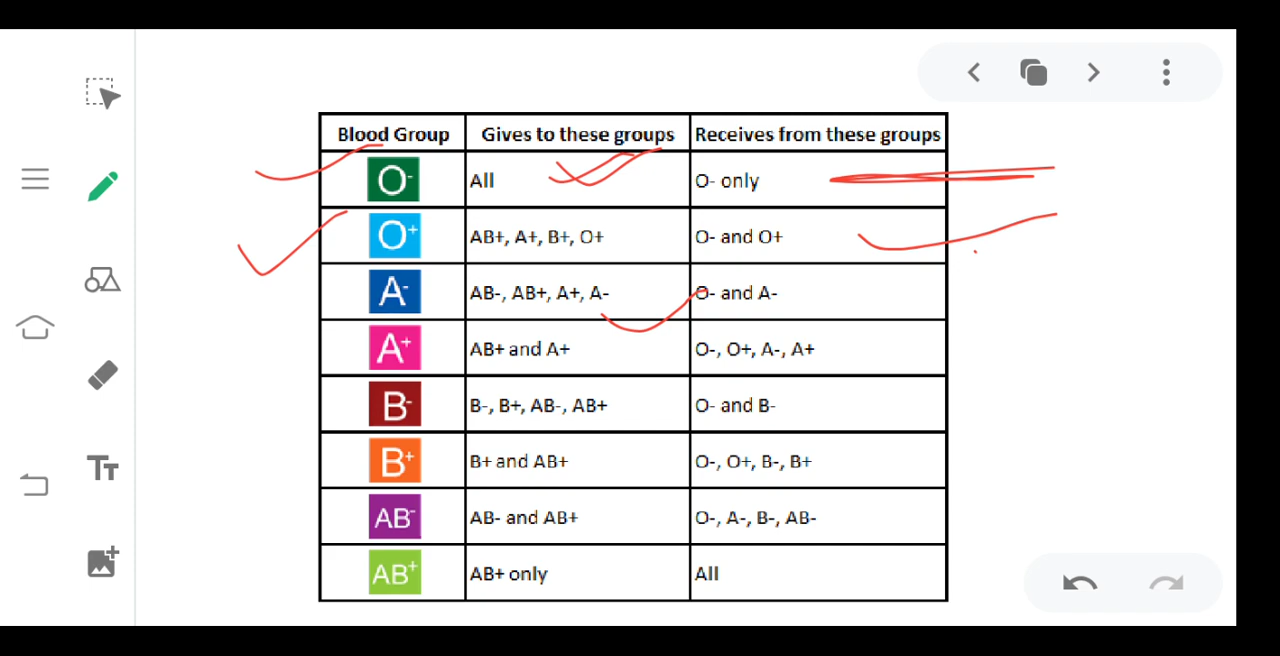 Blood Group Gives to these groups Receives from these groups
O- All O- only
O+ AB+, A+, B+, O+ O- and O+
A- AB-, AB+, A+, A- O- and A-
A+ AB+ and A+ O-, O+, A-, A+
B- B-, B+, AB-, AB+ O- and B-
B+ B+ and AB+ O-, O+, B-, B+
AB- AB- and AB+ O-, A-, B-, AB-
AB+ AB+ only All
TT